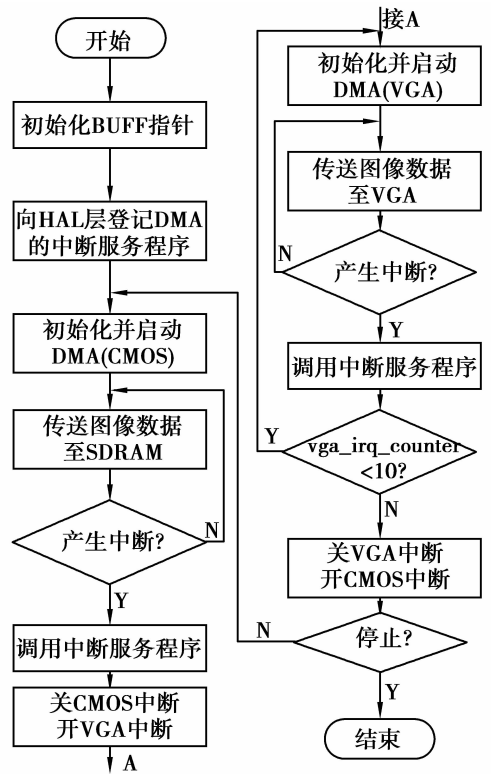 开始
初始化BUFF指针
向HAL层登记DMA
的中断服务程序
初始化并启动
DMA(CMOS)
传送图像数据
至SDRAM
产生中断?
N
Y
调用中断服务程序
关CMOS中断
开VGA中断
A
接A
初始化并启动
DMA(VGA)
传送图像数据
至VGA
N
产生中断?
Y
调用中断服务程序
Y
vga_irq_counter
<10?
N
关VGA中断
开CMOS中断
N
停止?
Y
结束